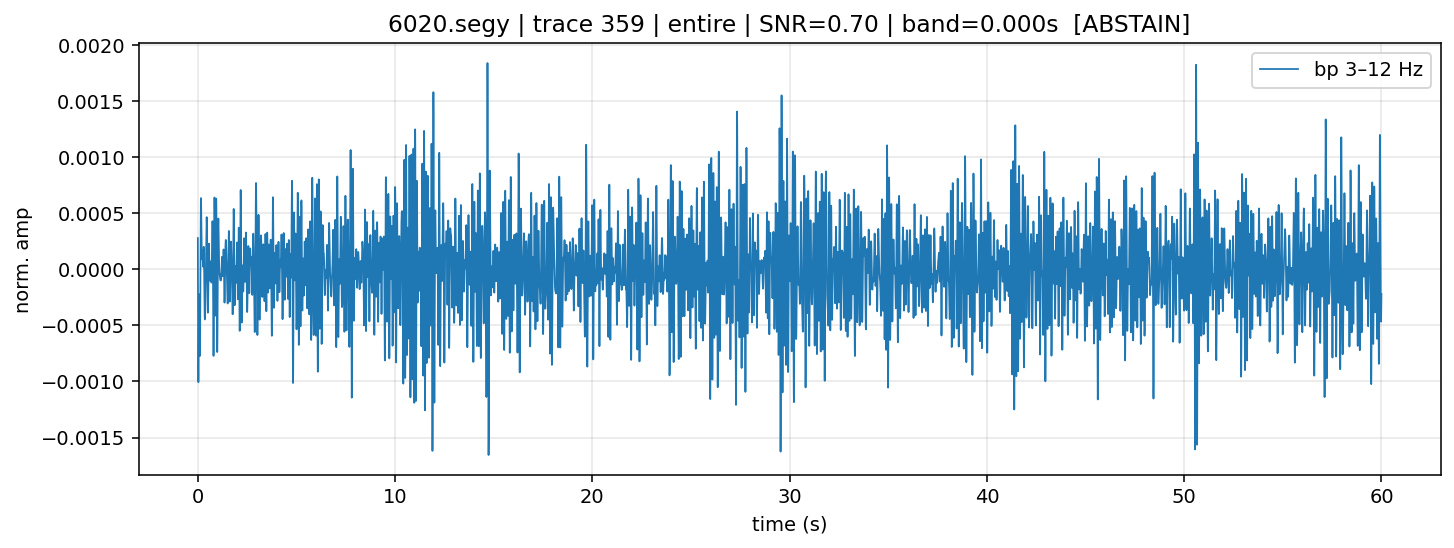 6020.segy | trace 359 | entire | SNR=0.70 | band=0.000s  [ABSTAIN]
bp 3–12 Hz
norm. amp
0.0020
0.0015
0.0010
0.0005
0.0000
−0.0005
−0.0010
−0.0015
0 10 20 30 40 50 60
time (s)